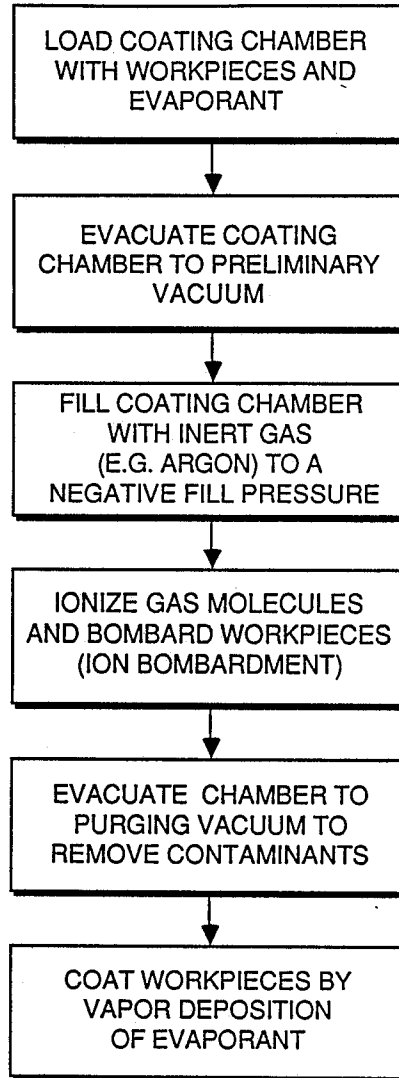 LOAD COATING CHAMBER
WITH WORKPIECES AND
EVAPORANT
EVACUATE COATING
CHAMBER TO PRELIMINARY
VACUUM
FILL COATING CHAMBER
WITH INERT GAS
(E.G. ARGON) TO A
NEGATIVE FILL PRESSURE
IONIZE GAS MOLECULES
AND BOMBARD WORKPIECES
(ION BOMBARDMENT)
EVACUATE CHAMBER TO
PURGING VACUUM TO
REMOVE CONTAMINANTS
COAT WORKPIECES BY
VAPOR DEPOSITION
OF EVAPORANT